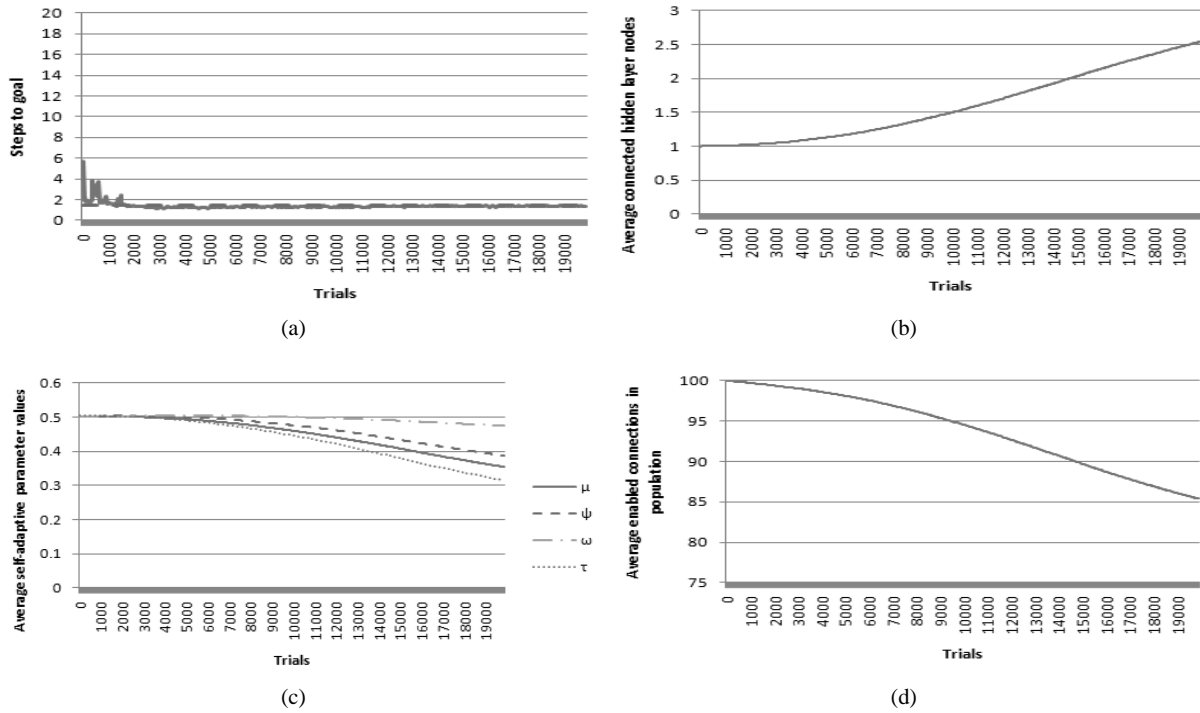 20
18
16
14
12
10
8
6
4
2
0
Steps to goal
0 1000 2000 3000 4000 5000 6000 7000 8000 9000 10000 11000 12000 13000 14000 15000 16000 17000 18000 19000
Trials
(a)
3
2.5
2
1.5
1
0.5
0
Average connected hidden layer nodes
0 1000 2000 3000 4000 5000 6000 7000 8000 9000 10000 11000 12000 13000 14000 15000 16000 17000 18000 19000
Trials
(b)
0.6
0.5
0.4
0.3
0.2
0.1
0
Average self-adaptive parameter values
0 1000 2000 3000 4000 5000 6000 7000 8000 9000 10000 11000 12000 13000 14000 15000 16000 17000 18000 19000
Trials
μ
ψ
ω
τ
(c)
100
95
90
85
80
75
Average enabled connections in
population
0 1000 2000 3000 4000 5000 6000 7000 8000 9000 10000 11000 12000 13000 14000 15000 16000 17000 18000 19000
Trials
(d)